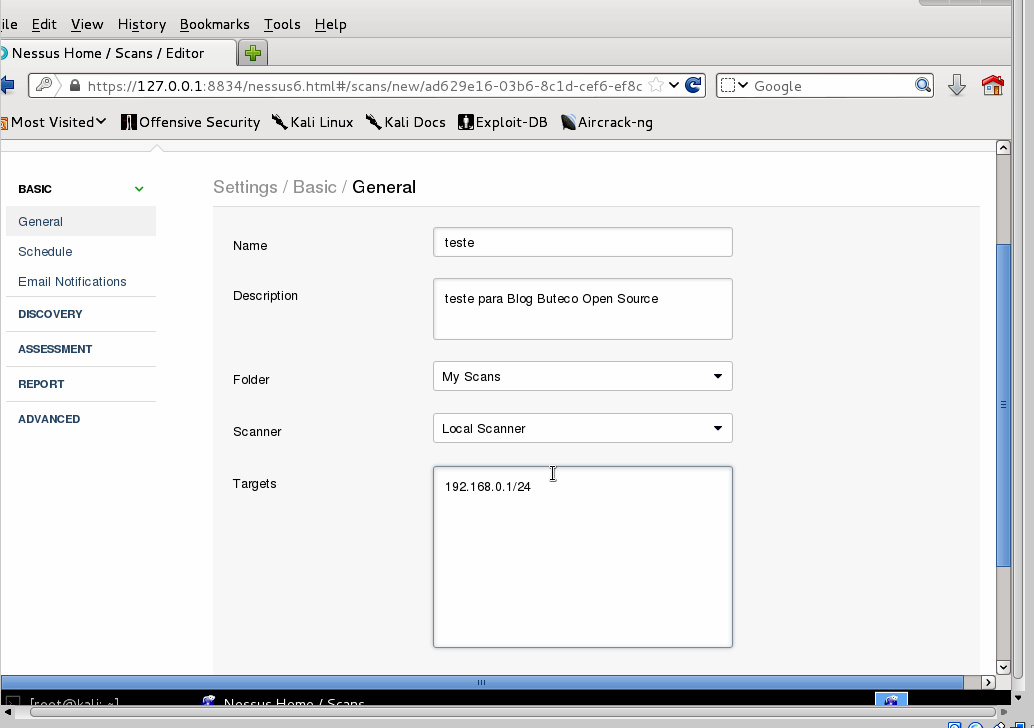 ile Edit View History Bookmarks Tools Help
Nessus Home / Scans / Editor
https://127.0.0.1:8834/nessus6.html#/scans/new/ad629e16-03b6-8c1d-cef6-ef8c
Google
Most Visited Offensive Security Kali Linux Kali Docs Exploit-DB Aircrack-ng
BASIC
General
Schedule
Email Notifications
DISCOVERY
ASSESSMENT
REPORT
ADVANCED
Settings / Basic / General
Name teste
Description teste para Blog Buteco Open Source
Folder My Scans
Scanner Local Scanner
Targets 192.168.0.1/24
[root@kali: ~] Nessus Home / Scans